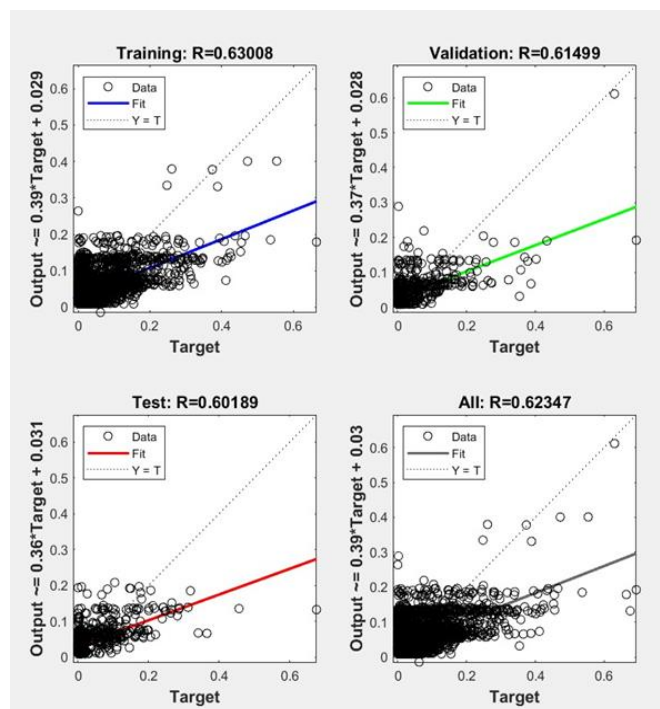 Training: R=0.63008
Output ~= 0.39*Target + 0.029
Data
Fit
Y = T
0.6
0.5
0.4
0.3
0.2
0.1
0
0 0.2 0.4 0.6
Target
Validation: R=0.61499
Output ~= 0.37*Target + 0.028
Data
Fit
Y = T
0.6
0.5
0.4
0.3
0.2
0.1
0
0 0.2 0.4 0.6
Target
Test: R=0.60189
Output ~= 0.36*Target + 0.031
Data
Fit
Y = T
0.6
0.5
0.4
0.3
0.2
0.1
0
0 0.2 0.4 0.6
Target
All: R=0.62347
Output ~= 0.39*Target + 0.03
Data
Fit
Y = T
0.6
0.5
0.4
0.3
0.2
0.1
0
0 0.2 0.4 0.6
Target